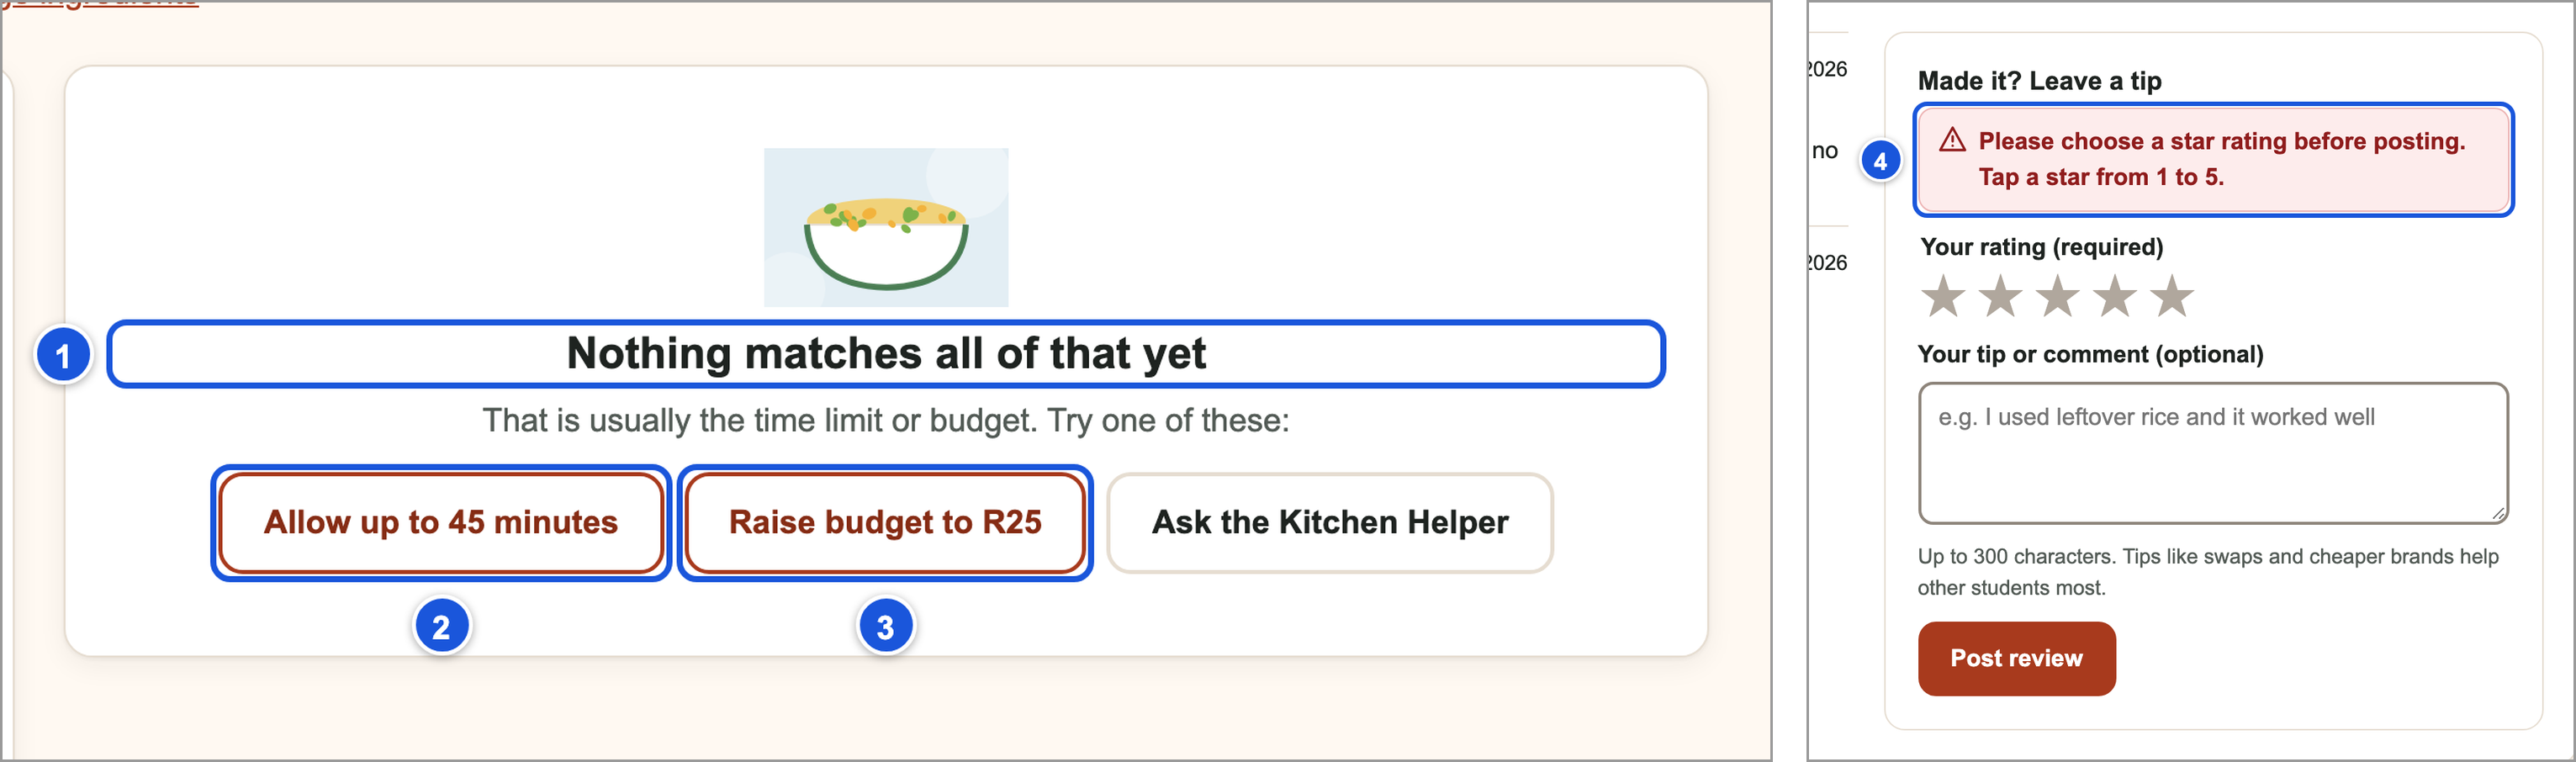 Nothing matches all of that yet
1
That is usually the time limit or budget. Try one of these:
Allow up to 45 minutes
Raise budget to R25
Ask the Kitchen Helper
2
3
2026
no
2026
Made it? Leave a tip
4
Please choose a star rating before posting.
Tap a star from 1 to 5.
Your rating (required)
Your tip or comment (optional)
e.g. I used leftover rice and it worked well
Up to 300 characters. Tips like swaps and cheaper brands help
other students most.
Post review